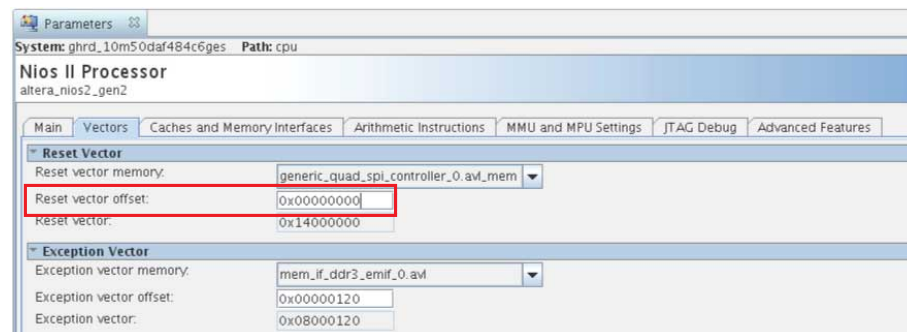 Parameters
System: ghrd_10m50daf484c6ges Path: cpu
Nios II Processor
altera_nios2_gen2
Main Vectors Caches and Memory Interfaces Arithmetic Instructions MMU and MPU Settings JTAG Debug Advanced Features
Reset Vector
Reset vector memory: generic_quad_spi_controller_0.avl_mem
Reset vector offset: 0x00000000
Reset vector: 0x14000000
Exception Vector
Exception vector memory: mem_if_ddr3_emif_0.avl
Exception vector offset: 0x00000120
Exception vector: 0x08000120